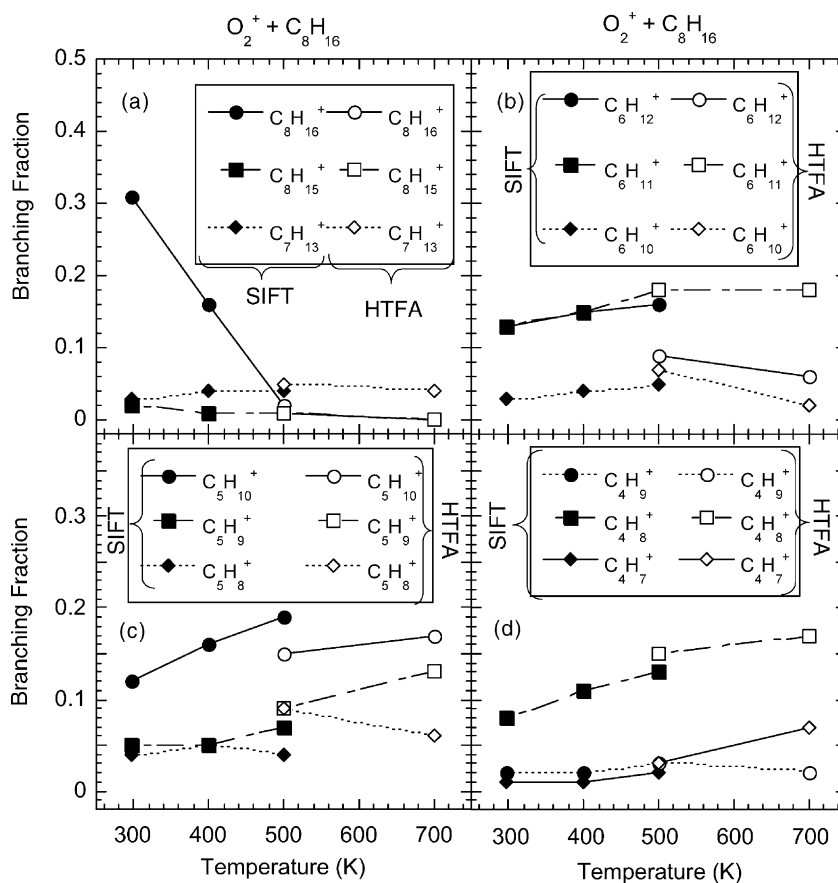 O₂⁺ + C₈H₁₆
O₂⁺ + C₈H₁₆
Branching Fraction
0.5
0.4
0.3
0.2
0.1
0
(a)
C₈H₁₆⁺ C₈H₁₆⁺
C₈H₁₅⁺ C₈H₁₅⁺
C₇H₁₃⁺ C₇H₁₃⁺
SIFT
HTFA
(b)
SIFT
C₆H₁₂⁺ C₆H₁₂⁺
C₆H₁₁⁺ C₆H₁₁⁺
C₆H₁₀⁺ C₆H₁₀⁺
HTFA
Branching Fraction
0.3
0.2
0.1
0
SIFT
C₅H₁₀⁺ C₅H₁₀⁺
C₅H₉⁺ C₅H₉⁺
C₅H₈⁺ C₅H₈⁺
HTFA
(c)
SIFT
C₄H₉⁺ C₄H₉⁺
C₄H₈⁺ C₄H₈⁺
C₄H₇⁺ C₄H₇⁺
HTFA
(d)
300 400 500 600 700
300 400 500 600 700
Temperature (K)
Temperature (K)